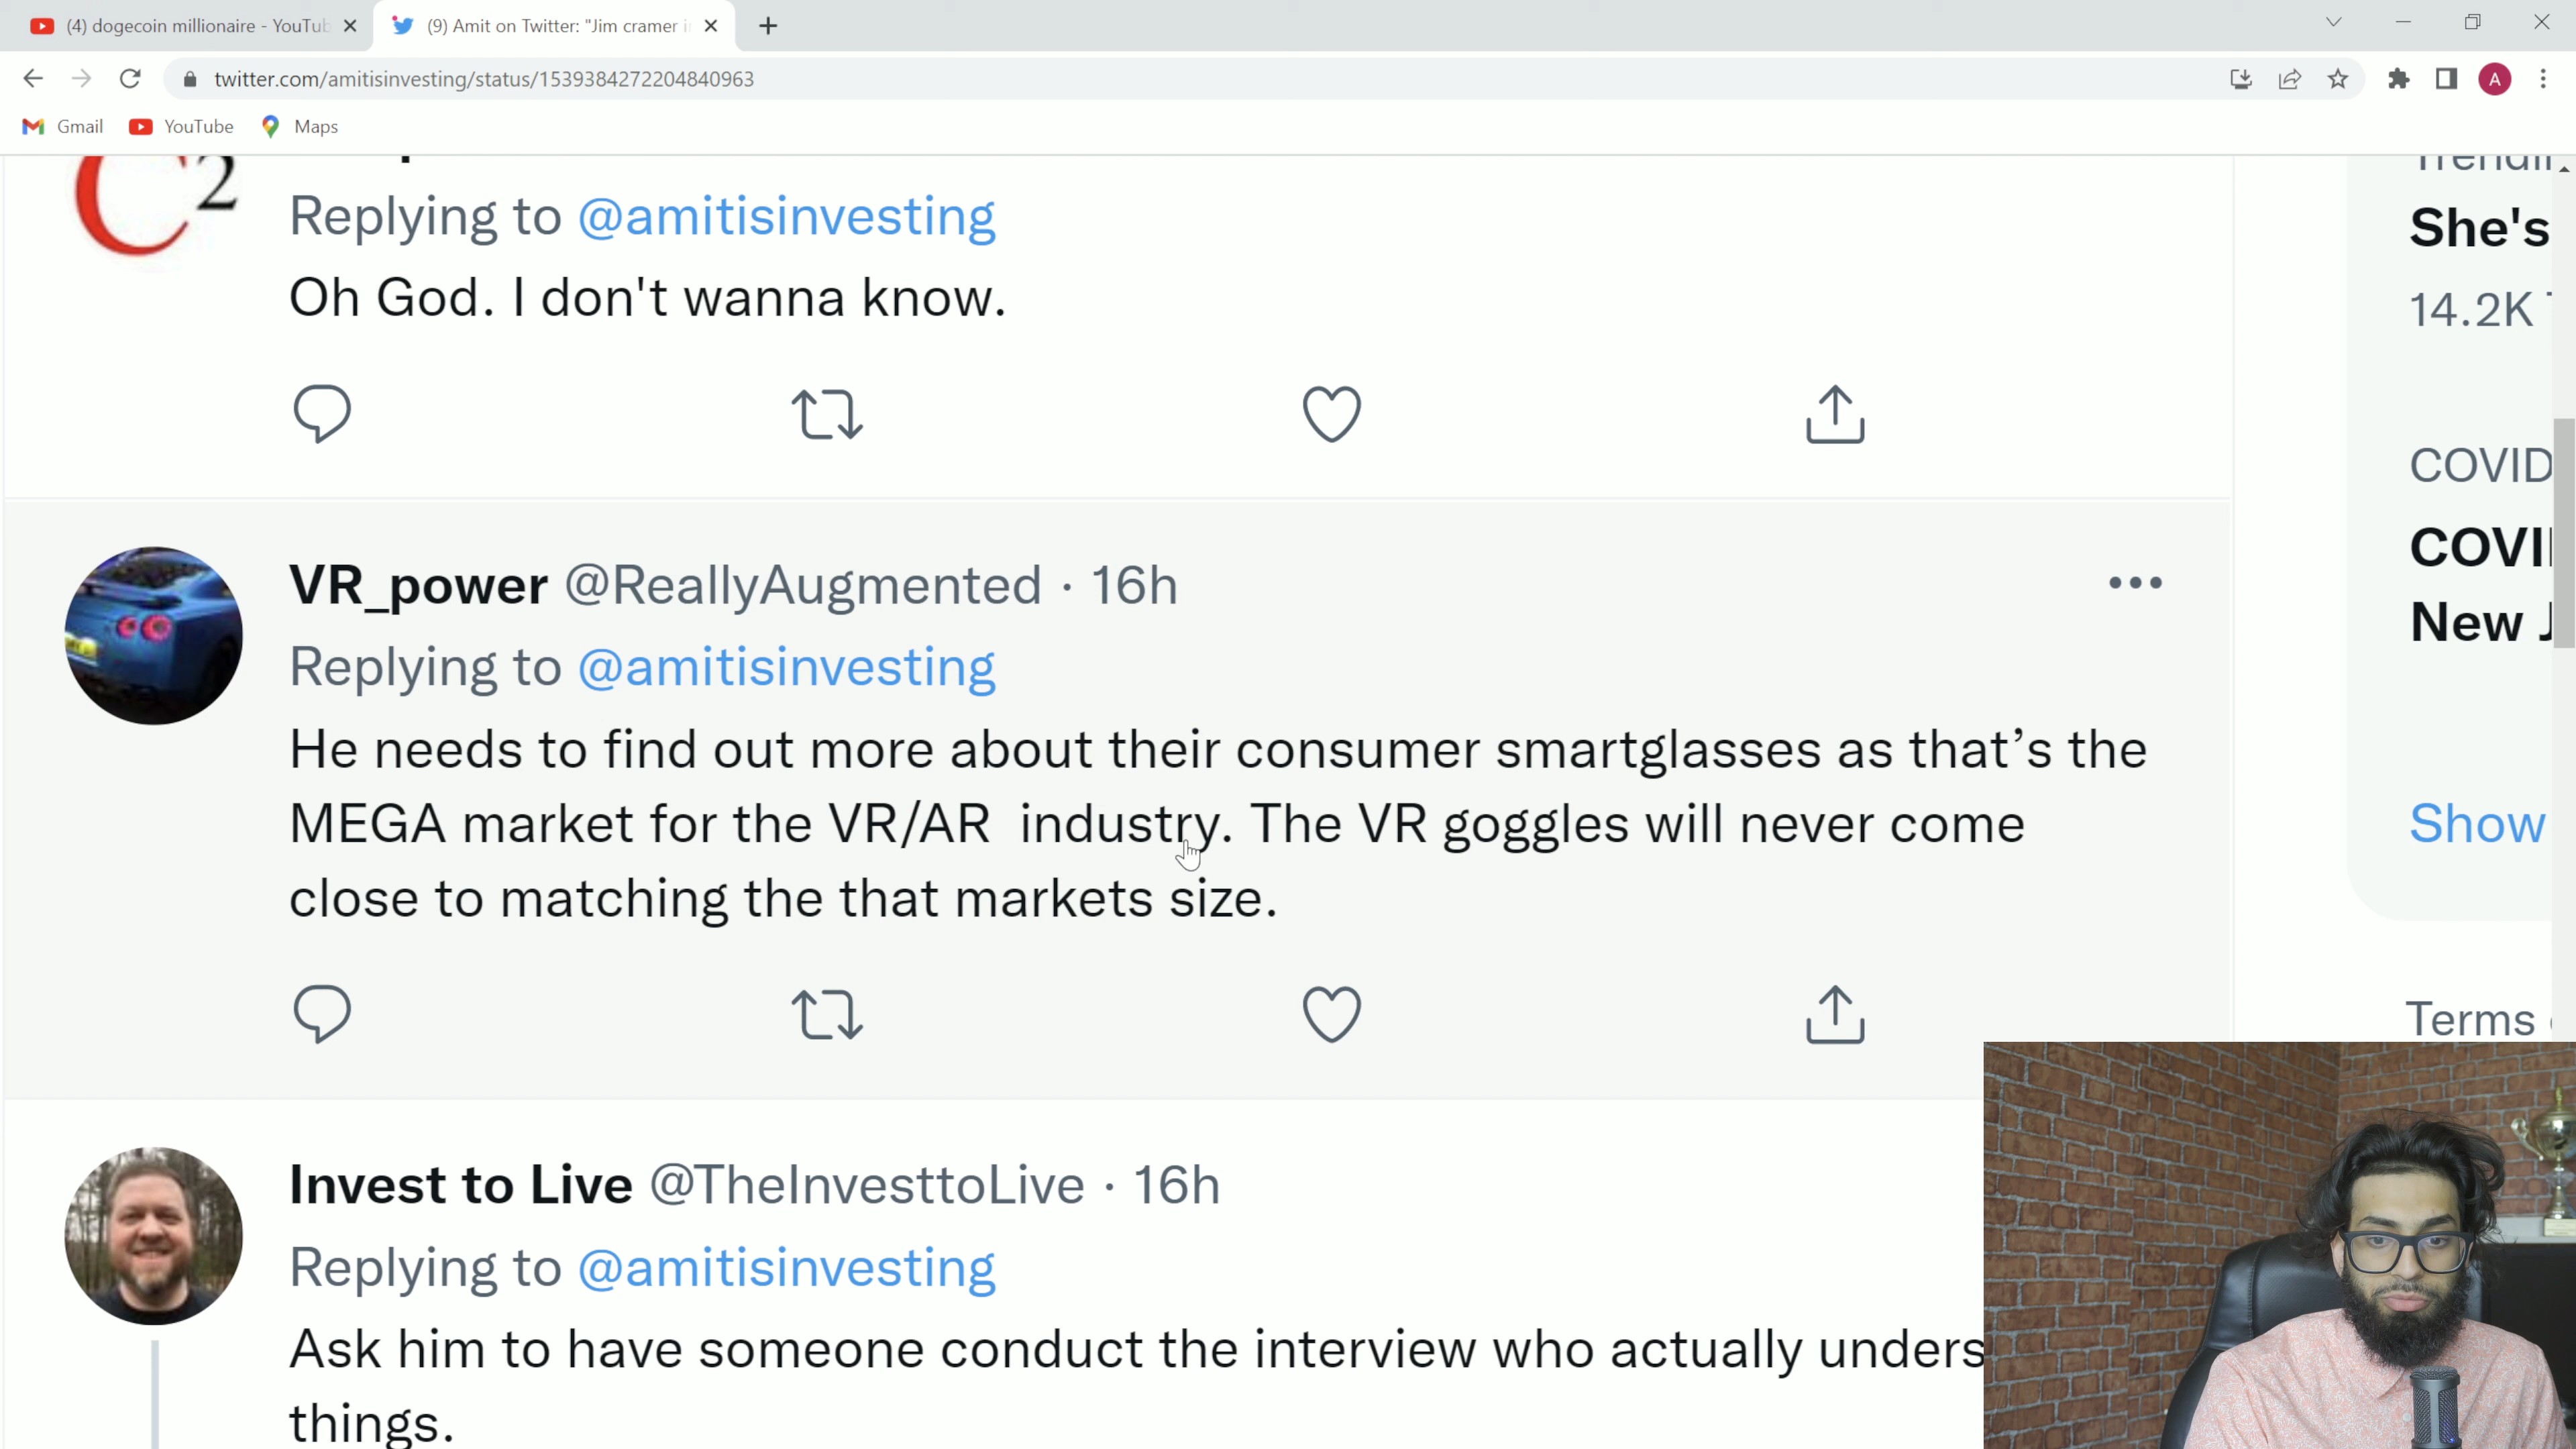 (4) dogecoin millionaire - YouTub
(9) Amit on Twitter: "Jim cramer i
twitter.com/amitisinvesting/status/1539384272204840963
A
Gmail
YouTube
Maps
C2
Replying to @amitisinvesting
Oh God. I don't wanna know.
VR_power @ReallyAugmented · 16h
Replying to @amitisinvesting
He needs to find out more about their consumer smartglasses as that’s the
MEGA market for the VR/AR industry. The VR goggles will never come
close to matching the that markets size.
Invest to Live @TheInvesttoLive · 16h
Replying to @amitisinvesting
Ask him to have someone conduct the interview who actually unders
things.
Trendin
She's
14.2K
COVID
COVI
New J
Show
Terms